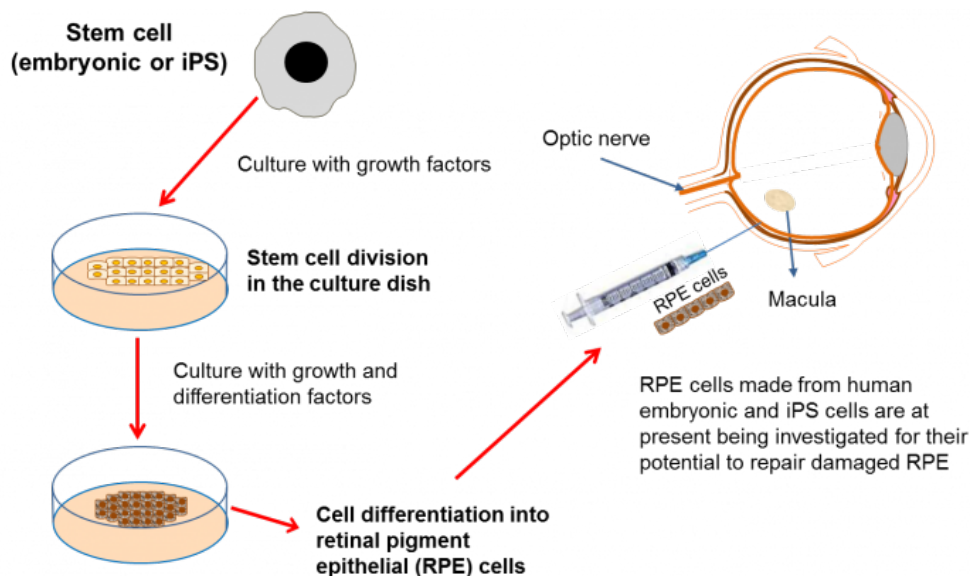 Stem cell
(embryonic or iPS)
Culture with growth factors
Stem cell division
in the culture dish
Culture with growth and
differentiation factors
Cell differentiation into
retinal pigment
epithelial (RPE) cells
Optic nerve
RPE cells
Macula
RPE cells made from human
embryonic and iPS cells are at
present being investigated for their
potential to repair damaged RPE